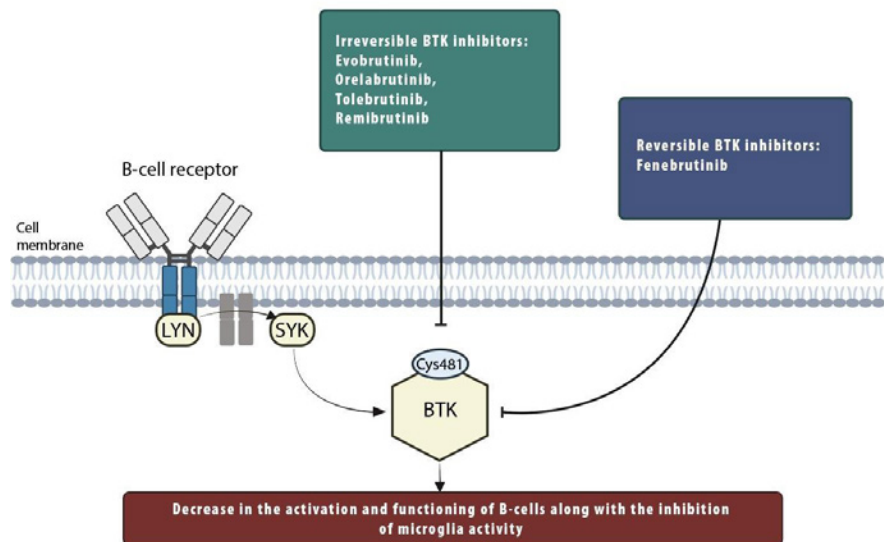 Irreversible BTK inhibitors:
Evobrutinib,
Orelabrutinib,
Tolebrutinib,
Remibrutinib
Reversible BTK inhibitors:
Fenebrutinib
B-cell receptor
Cell
membrane
LYN
SYK
Cys481
BTK
Decrease in the activation and functioning of B-cells along with the inhibition
of microglia activity